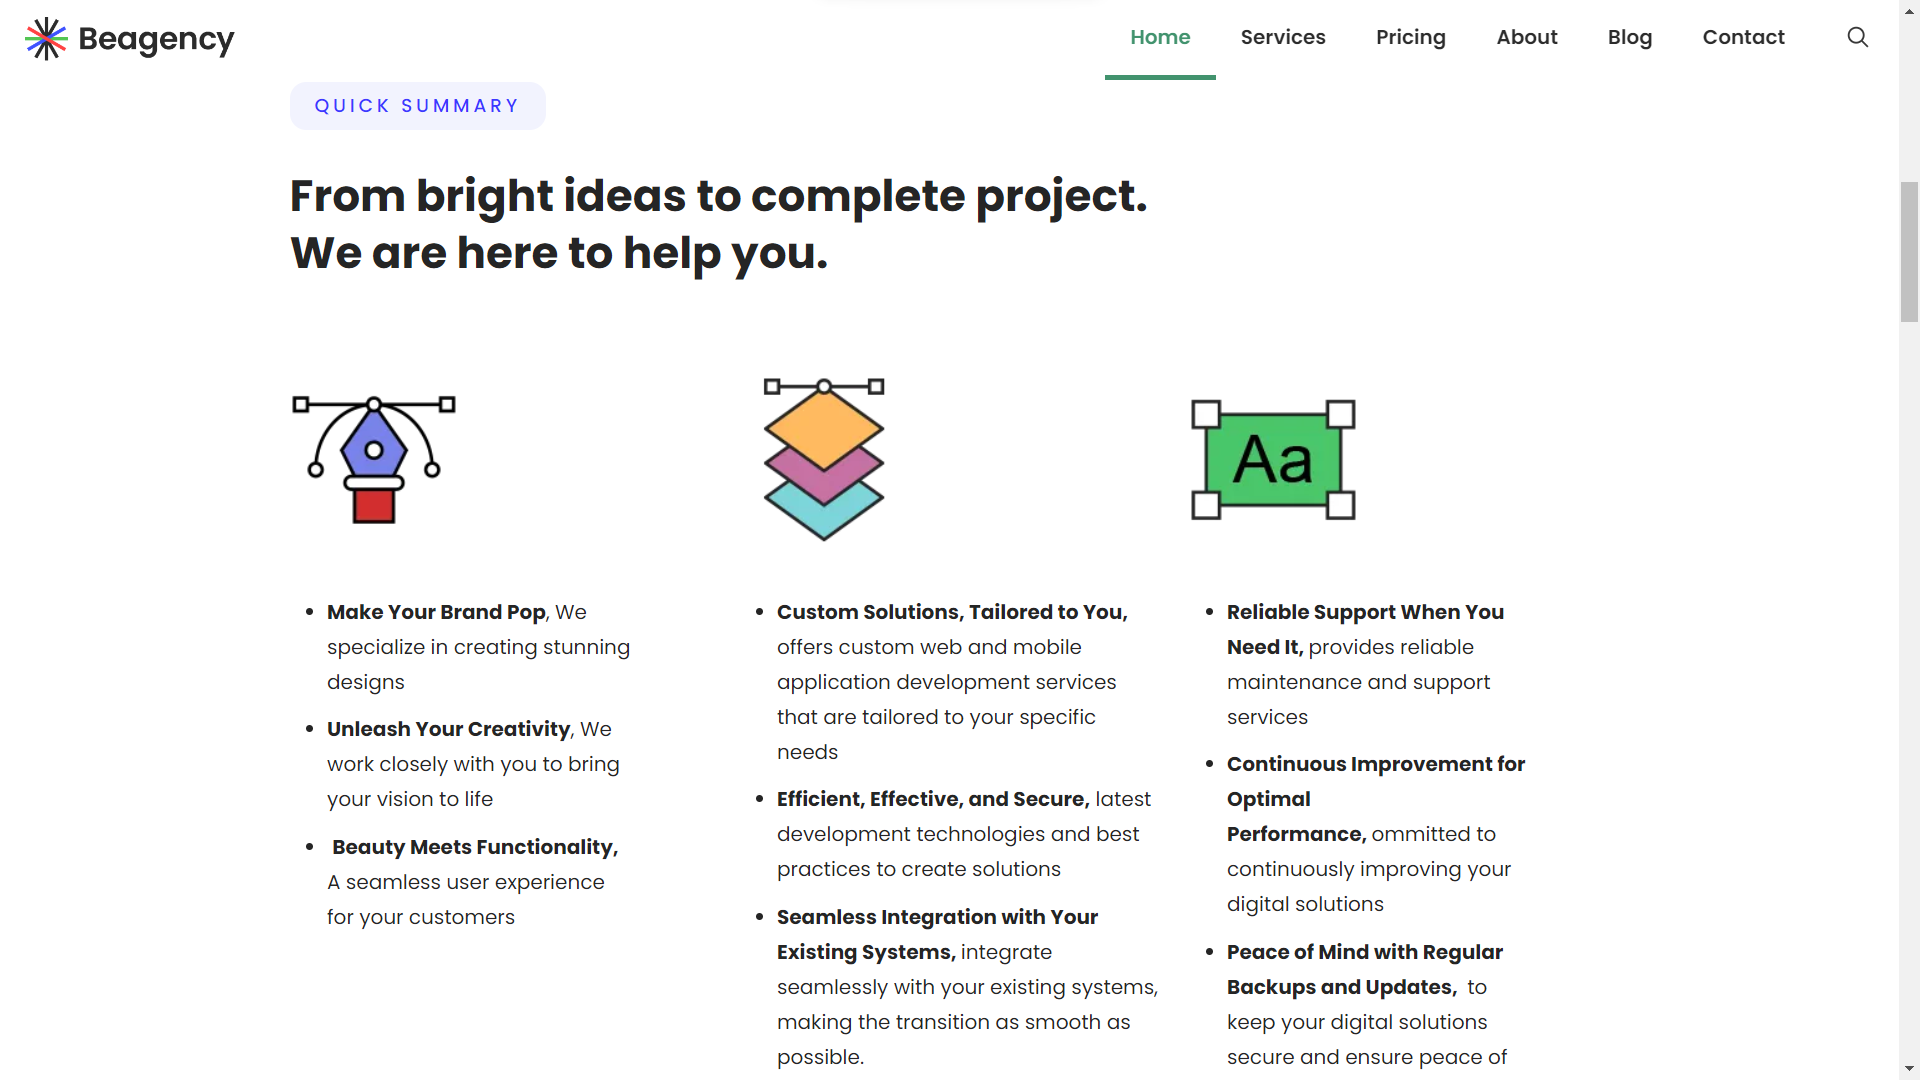 Beagency
Home Services Pricing About Blog Contact
QUICK SUMMARY
From bright ideas to complete project.
We are here to help you.
Aa
Make Your Brand Pop, We
specialize in creating stunning
designs
Unleash Your Creativity, We
work closely with you to bring
your vision to life
Beauty Meets Functionality,
A seamless user experience
for your customers
Custom Solutions, Tailored to You,
offers custom web and mobile
application development services
that are tailored to your specific
needs
Efficient, Effective, and Secure, latest
development technologies and best
practices to create solutions
Seamless Integration with Your
Existing Systems, integrate
seamlessly with your existing systems,
making the transition as smooth as
possible.
Reliable Support When You
Need It, provides reliable
maintenance and support
services
Continuous Improvement for
Optimal
Performance, ommitted to
continuously improving your
digital solutions
Peace of Mind with Regular
Backups and Updates, to
keep your digital solutions
secure and ensure peace of